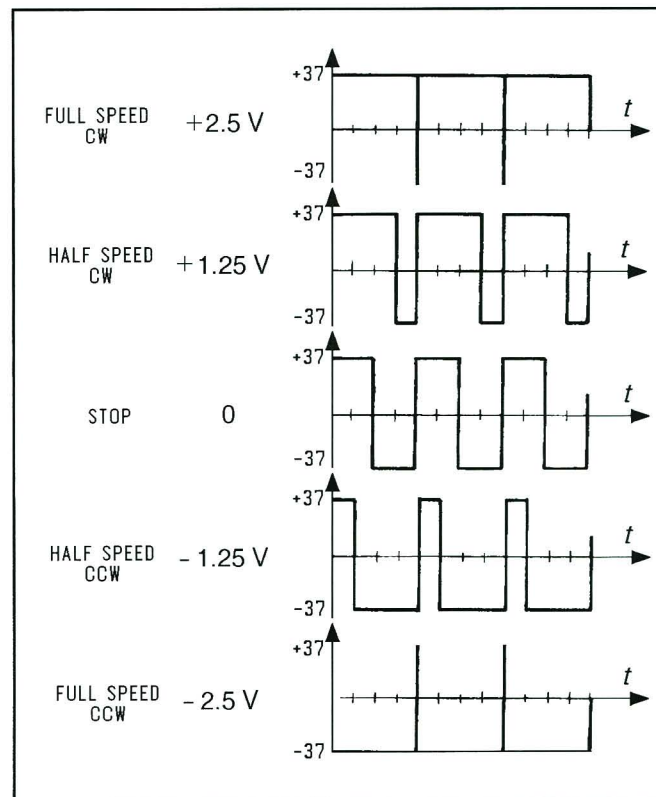 +37
t
FULL SPEED
CW
+2.5 V
-37
+37
t
HALF SPEED
CW
+1.25 V
-37
+37
t
STOP
0
-37
+37
t
HALF SPEED
CCW
- 1.25 V
-37
+37
t
FULL SPEED
CCW
- 2.5 V
-37